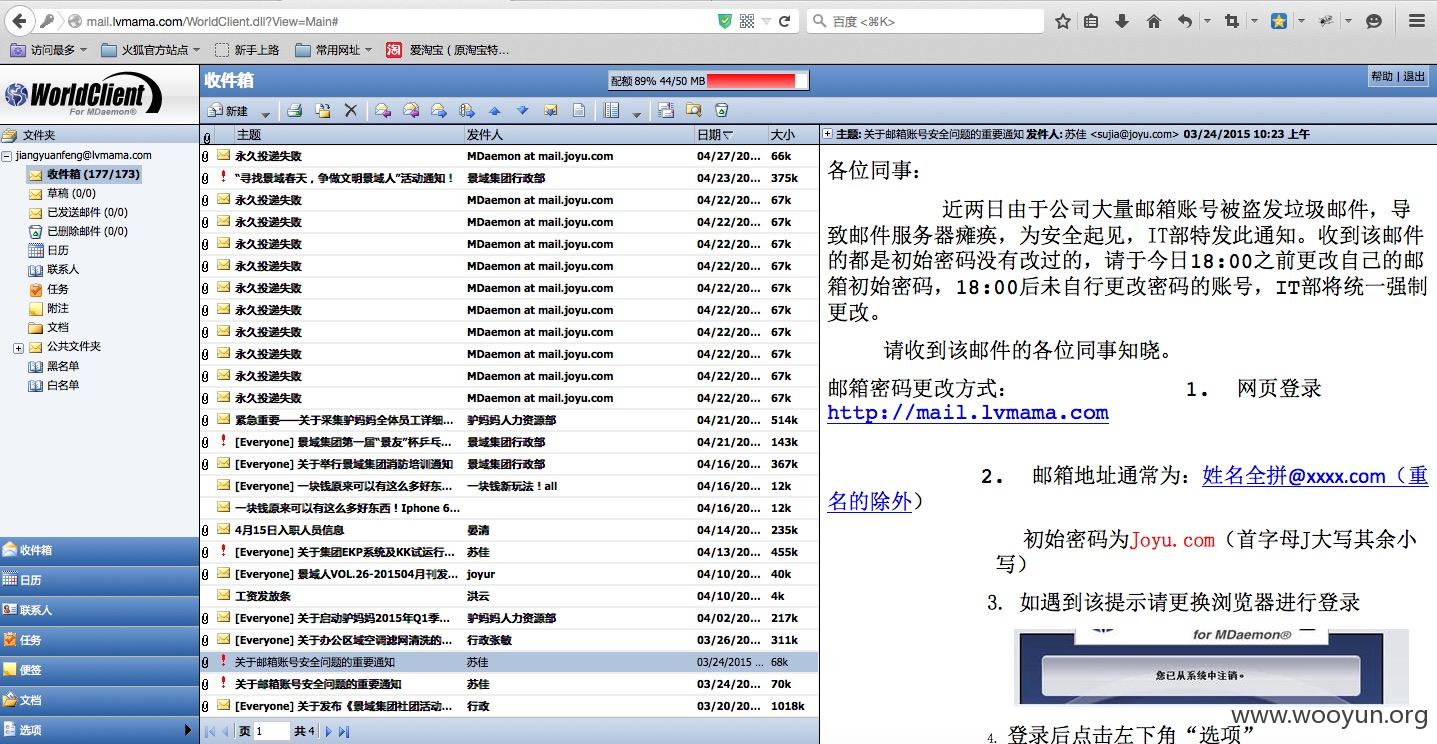 mail.lvmama.com/WorldClient.dll?View=Main#
百度 <⌘K>
访问最多
火狐官方站点
新手上路
常用网址
淘
爱淘宝（原淘宝特...
WorldClient
For MDaemon®
收件箱
配额 89% 44/50 MB
帮助 | 退出
新建
文件夹
jiangyuanfeng@lvmama.com
收件箱 (177/173)
草稿 (0/0)
已发送邮件 (0/0)
已删除邮件 (0/0)
日历
联系人
任务
附注
文档
公共文件夹
黑名单
白名单
收件箱
日历
联系人
任务
便签
文档
选项
主题 发件人 日期 大小
永久投递失败 MDaemon at mail.joyu.com 04/27/20... 66k
“寻找景域春天，争做文明景域人”活动通知！ 景域集团行政部 04/23/20... 375k
永久投递失败 MDaemon at mail.joyu.com 04/22/20... 67k
永久投递失败 MDaemon at mail.joyu.com 04/22/20... 67k
永久投递失败 MDaemon at mail.joyu.com 04/22/20... 67k
永久投递失败 MDaemon at mail.joyu.com 04/22/20... 67k
永久投递失败 MDaemon at mail.joyu.com 04/22/20... 67k
永久投递失败 MDaemon at mail.joyu.com 04/22/20... 67k
永久投递失败 MDaemon at mail.joyu.com 04/22/20... 67k
永久投递失败 MDaemon at mail.joyu.com 04/22/20... 67k
永久投递失败 MDaemon at mail.joyu.com 04/22/20... 67k
永久投递失败 MDaemon at mail.joyu.com 04/22/20... 67k
紧急重要——关于采集驴妈妈全体员工详细... 驴妈妈人力资源部 04/21/20... 514k
[Everyone] 景域集团第一届“景友”杯乒乓... 景域集团行政部 04/21/20... 143k
[Everyone] 关于举行景域集团消防培训通知 景域集团行政部 04/16/20... 367k
[Everyone] 一块钱原来可以有这么多好东... 一块钱新玩法！all 04/16/20... 12k
一块钱原来可以有这么多好东西！Iphone 6... 04/16/20... 12k
4月15日入职人员信息 晏清 04/14/20... 235k
[Everyone] 关于集团EKP系统及KK试运行... 苏佳 04/13/20... 455k
[Everyone] 景域人VOL.26-201504月刊发... joyur 04/10/20... 40k
工资发放条 洪云 04/10/20... 4k
[Everyone] 关于启动驴妈妈2015年Q1季... 驴妈妈人力资源部 04/02/20... 217k
[Everyone] 关于办公区域空调滤网清洗的... 行政张敏 03/26/20... 311k
关于邮箱账号安全问题的重要通知 苏佳 03/24/2015 ... 68k
关于邮箱账号安全问题的重要通知 苏佳 03/24/20... 70k
[Everyone] 关于发布《景域集团社团活动... 行政 03/20/20... 1018k
页 1 共 4
主题: 关于邮箱账号安全问题的重要通知 发件人: 苏佳 <sujia@joyu.com> 03/24/2015 10:23 上午
各位同事：
近两日由于公司大量邮箱账号被盗发垃圾邮件，导
致邮件服务器瘫痪，为安全起见，IT部特发此通知。收到该邮件
的都是初始密码没有改过的，请于今日18:00之前更改自己的邮
箱初始密码，18:00后未自行更改密码的账号，IT部将统一强制
更改。
请收到该邮件的各位同事知晓。
邮箱密码更改方式： 1. 网页登录
http://mail.lvmama.com
2. 邮箱地址通常为：姓名全拼@xxxx.com（重
名的除外）
初始密码为Joyu.com（首字母J大写其余小
写）
3. 如遇到该提示请更换浏览器进行登录
for MDaemon®
您已从系统中注销。
4. 登录后点击左下角“选项”
www.wooyun.org